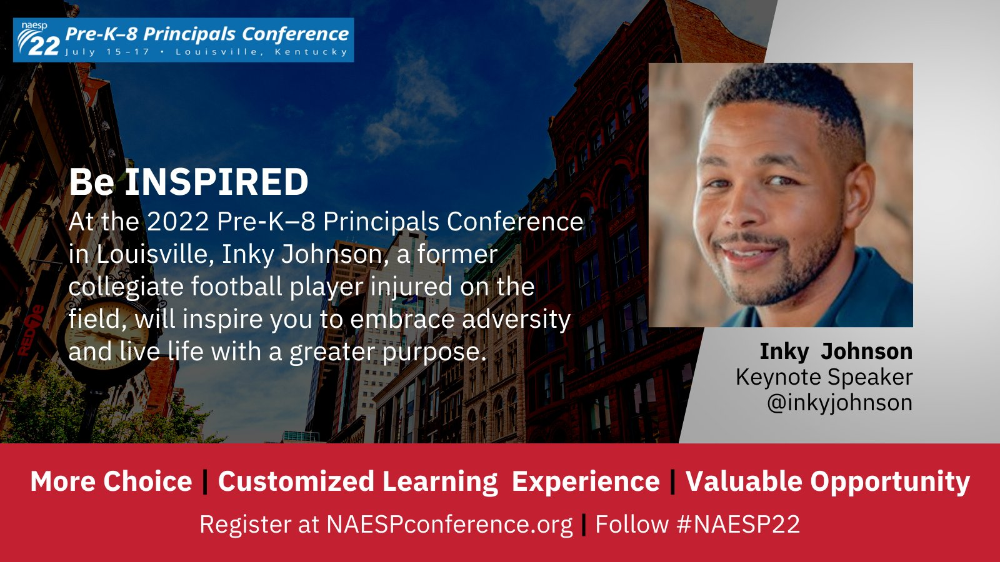 naesp
22
Pre-K–8 Principals Conference
July 15–17 • Louisville, Kentucky
Be INSPIRED
At the 2022 Pre-K–8 Principals Conference
in Louisville, Inky Johnson, a former
collegiate football player injured on the
field, will inspire you to embrace adversity
and live life with a greater purpose.
RED
Inky Johnson
Keynote Speaker
@inkyjohnson
More Choice | Customized Learning Experience | Valuable Opportunity
Register at NAESPconference.org | Follow #NAESP22